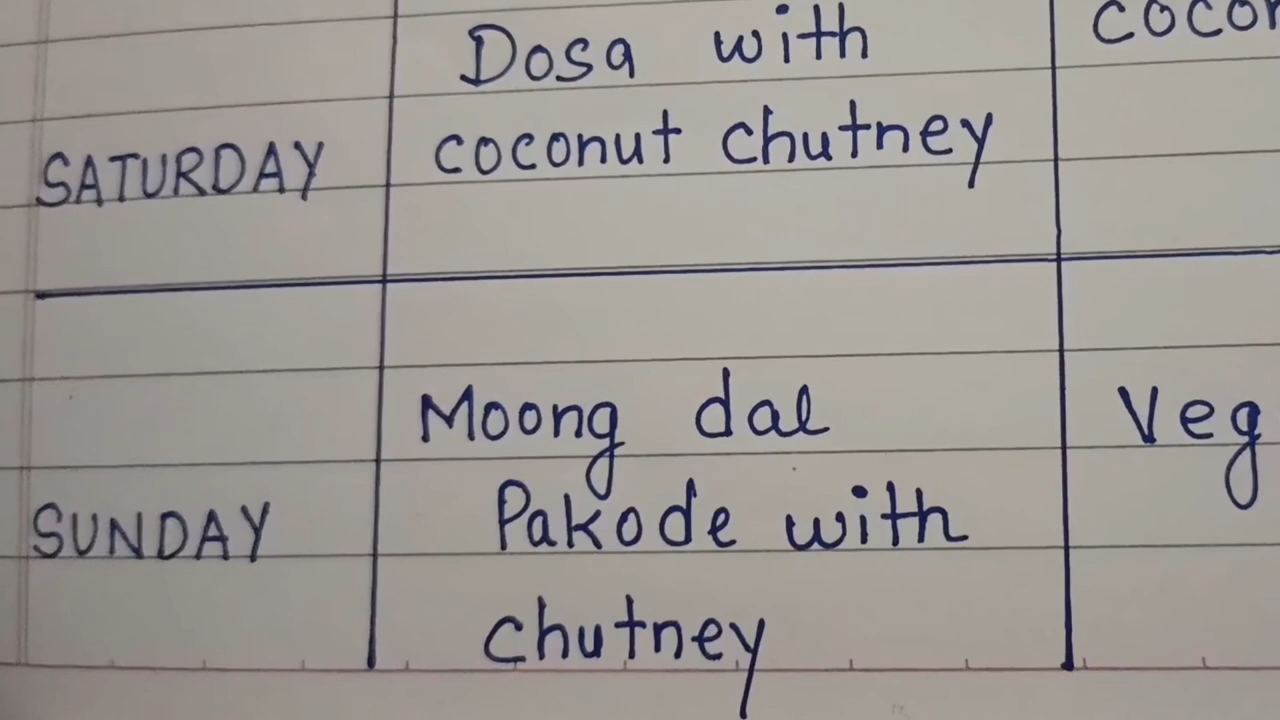 Dosa with
coconut chutney
SATURDAY
Moong dal
Pakode with
chutney
SUNDAY
Veg